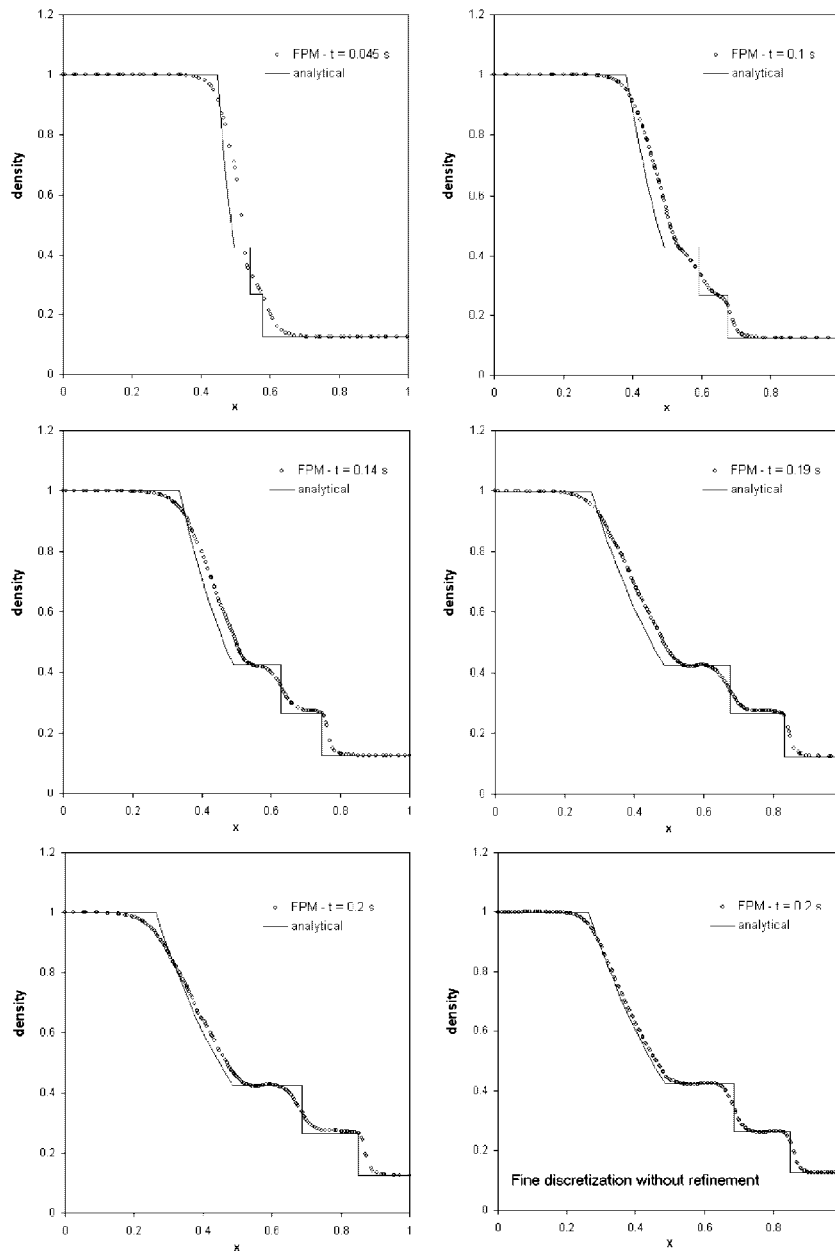 1.2
FPM - t = 0.045 s
analytical
1
0.8
0.6
0.4
0.2
0
density
0 0.2 0.4 0.6 0.8 1
x
1.2
FPM - t = 0.1 s
analytical
1
0.8
0.6
0.4
0.2
0
density
0 0.2 0.4 0.6 0.8
x
1.2
FPM - t = 0.14 s
analytical
1
0.8
0.6
0.4
0.2
0
density
0 0.2 0.4 0.6 0.8 1
x
1.2
FPM - t = 0.19 s
analytical
1
0.8
0.6
0.4
0.2
0
density
0 0.2 0.4 0.6 0.8
x
1.2
FPM - t = 0.2 s
analytical
1
0.8
0.6
0.4
0.2
0
density
0 0.2 0.4 0.6 0.8 1
x
1.2
FPM - t = 0.2 s
analytical
1
0.8
0.6
0.4
0.2
0
density
Fine discretization without refinement
0 0.2 0.4 0.6 0.8
x